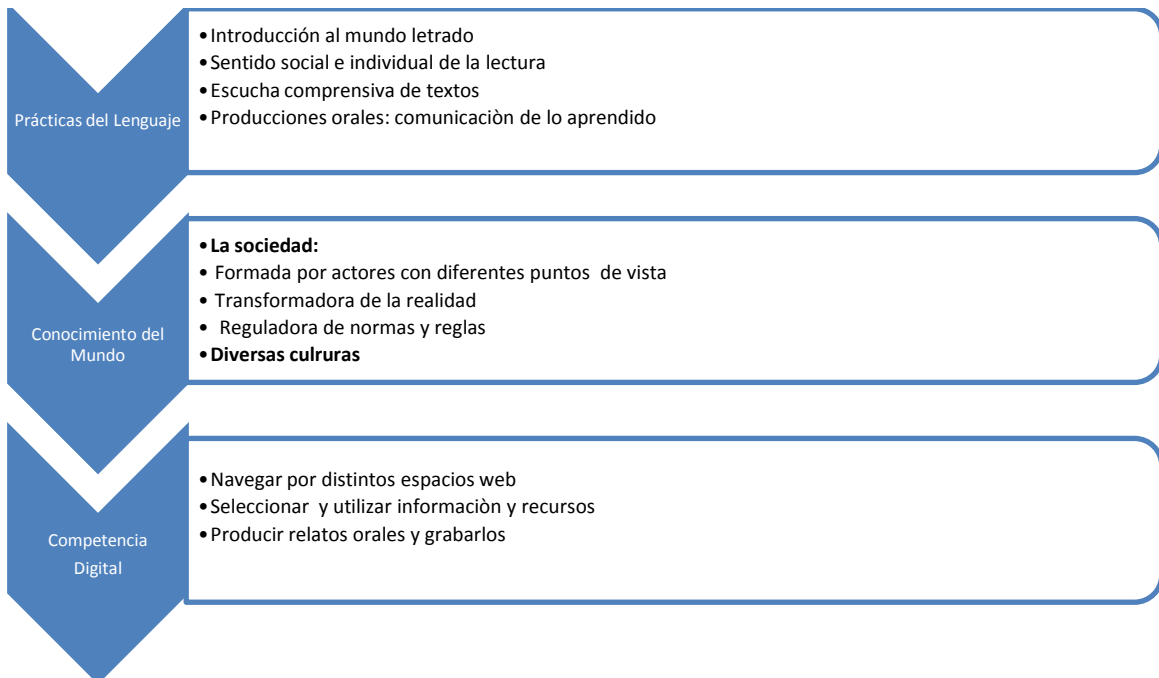 Prácticas del Lenguaje
•Introducción al mundo letrado
•Sentido social e individual de la lectura
•Escucha comprensiva de textos
•Producciones orales: comunicaciòn de lo aprendido
Conocimiento del
Mundo
•La sociedad:
• Formada por actores con diferentes puntos de vista
• Transformadora de la realidad
• Reguladora de normas y reglas
•Diversas culruras
Competencia
Digital
•Navegar por distintos espacios web
•Seleccionar y utilizar informaciòn y recursos
•Producir relatos orales y grabarlos